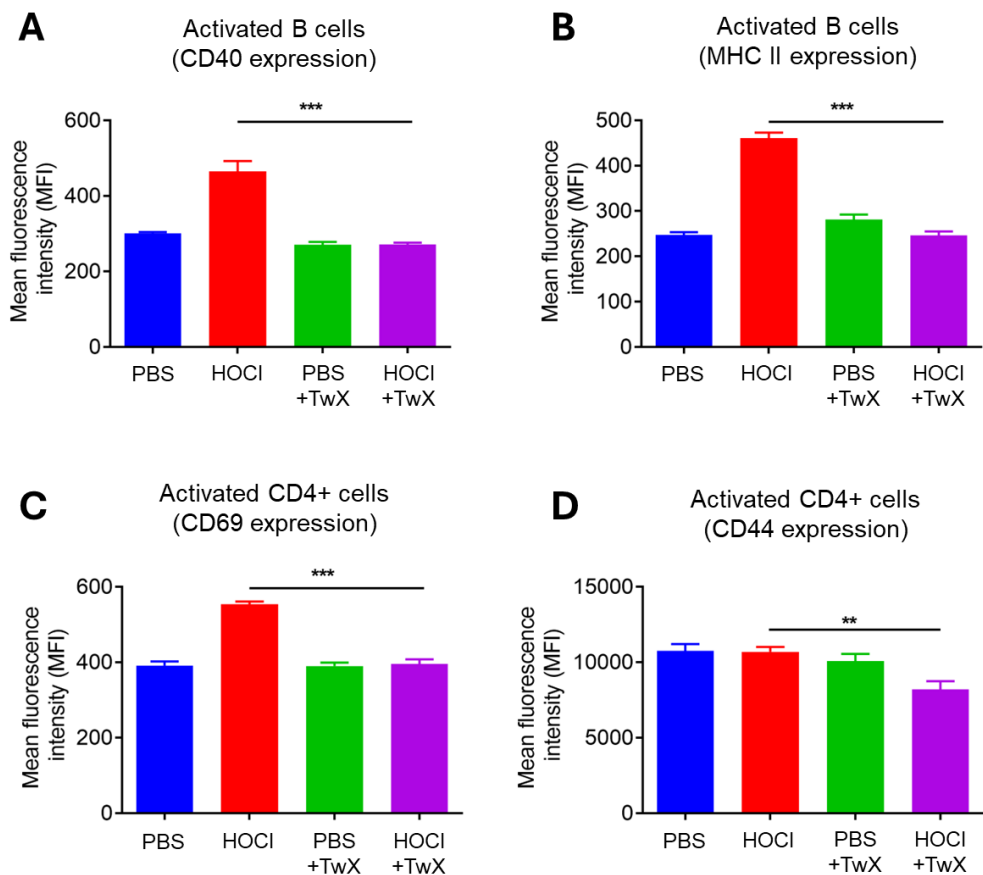 A
Activated B cells
(CD40 expression)
***
Mean fluorescence
intensity (MFI)
600
400
200
0
PBS
HOCl
PBS
+TwX
HOCl
+TwX
B
Activated B cells
(MHC II expression)
***
Mean fluorescence
intensity (MFI)
500
400
300
200
100
0
PBS
HOCl
PBS
+TwX
HOCl
+TwX
C
Activated CD4+ cells
(CD69 expression)
***
Mean fluorescence
intensity (MFI)
600
400
200
0
PBS
HOCl
PBS
+TwX
HOCl
+TwX
D
Activated CD4+ cells
(CD44 expression)
**
Mean fluorescence
intensity (MFI)
15000
10000
5000
0
PBS
HOCl
PBS
+TwX
HOCl
+TwX